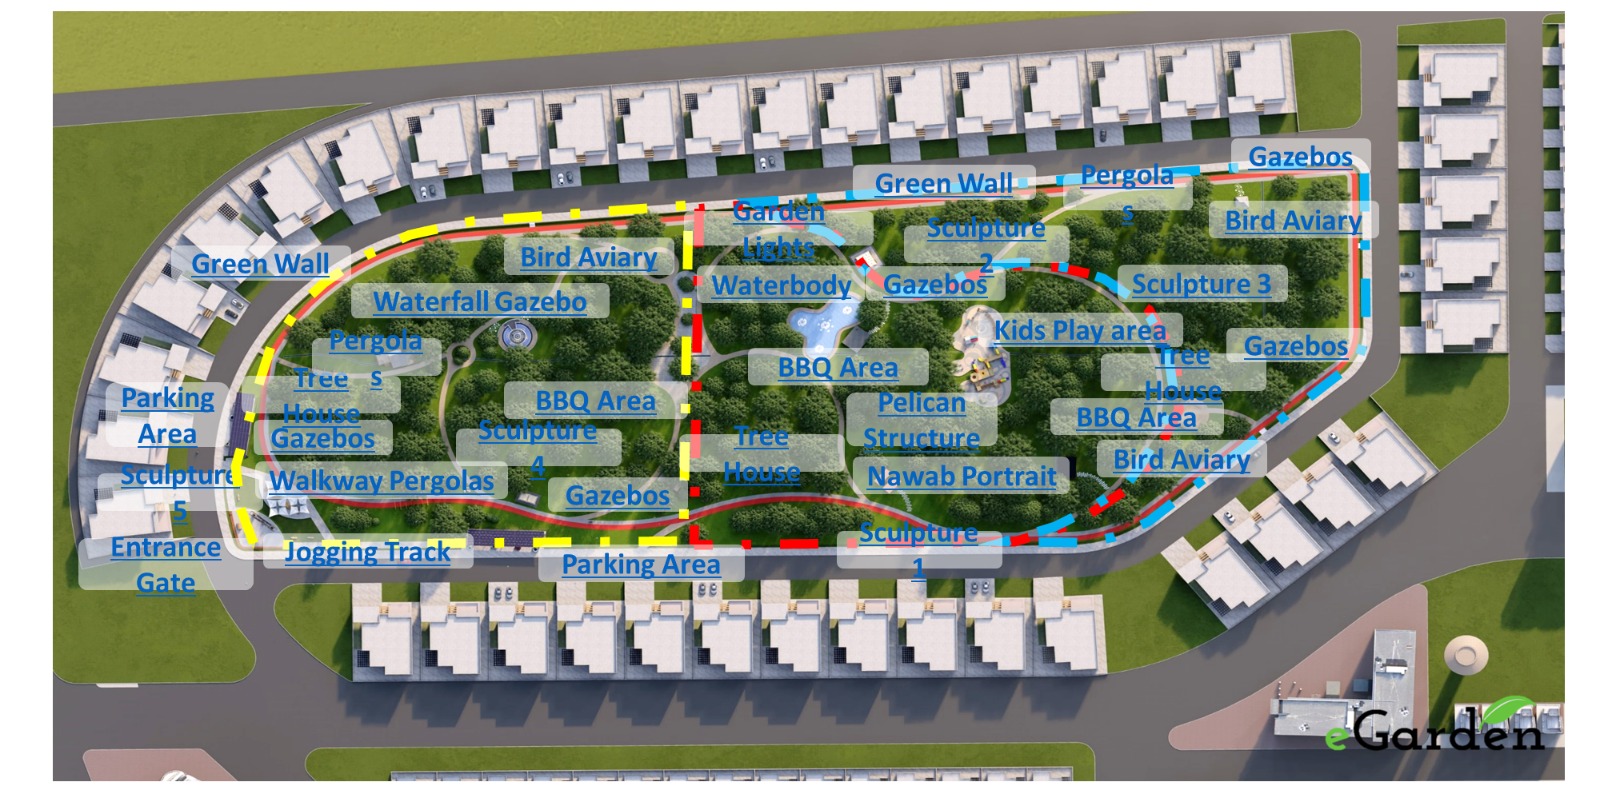 Gazebos
Green Wall
Pergola
s
Garden
Lights
Bird Aviary
Sculpture
2
Bird Aviary
Green Wall
Waterbody
Gazebos
Sculpture 3
Waterfall Gazebo
Kids Play area
Pergola
s
Gazebos
Tree
House
BBQ Area
Tree
House
Parking
Area
BBQ Area
Pelican
Structure
BBQ Area
Gazebos
Sculpture
4
Tree
House
Bird Aviary
Sculpture
5
Walkway Pergolas
Nawab Portrait
Gazebos
Sculpture
1
Entrance
Gate
Jogging Track
Parking Area
eGarden